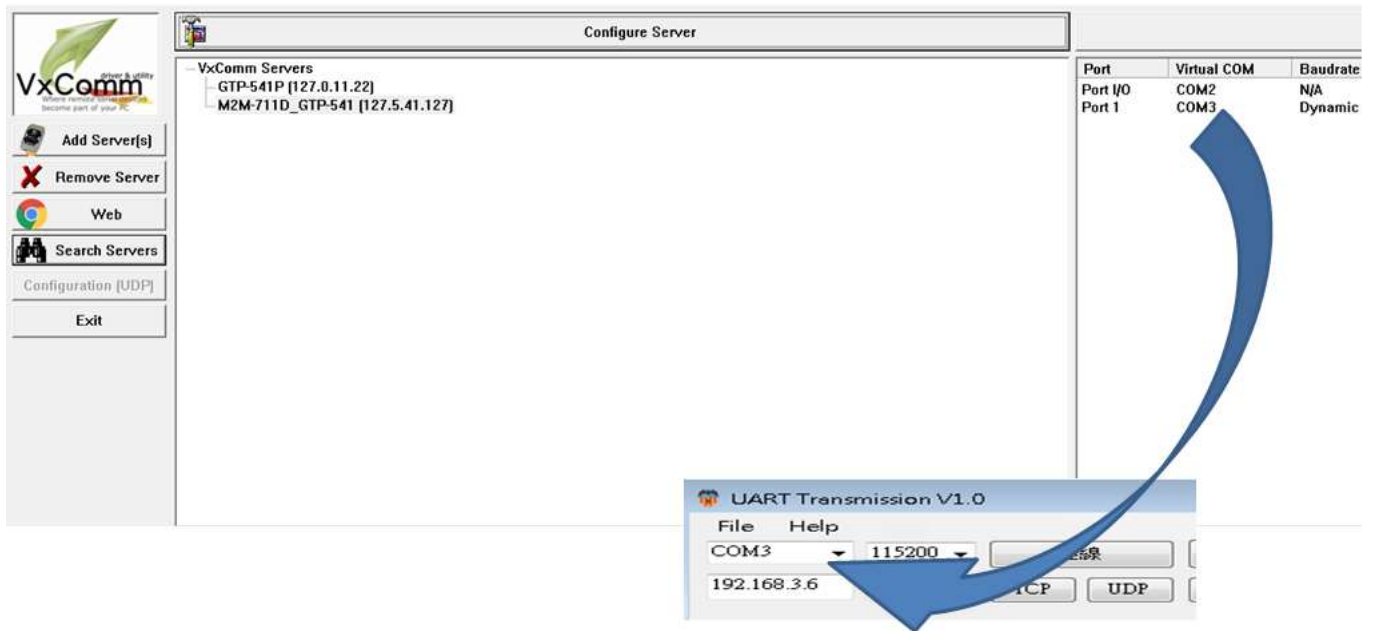 Configure Server
VxComm
driver & utility
Where remote serial devices
become part of your PC
Add Server(s)
Remove Server
Web
Search Servers
Configuration (UDP)
Exit
VxComm Servers
GTP-541P (127.0.11.22)
M2M-711D_GTP-541 (127.5.41.127)
Port Virtual COM Baudrate
Port I/O COM2 N/A
Port 1 COM3 Dynamic
UART Transmission V1.0
File Help
COM3 115200 線
192.168.3.6 TCP UDP